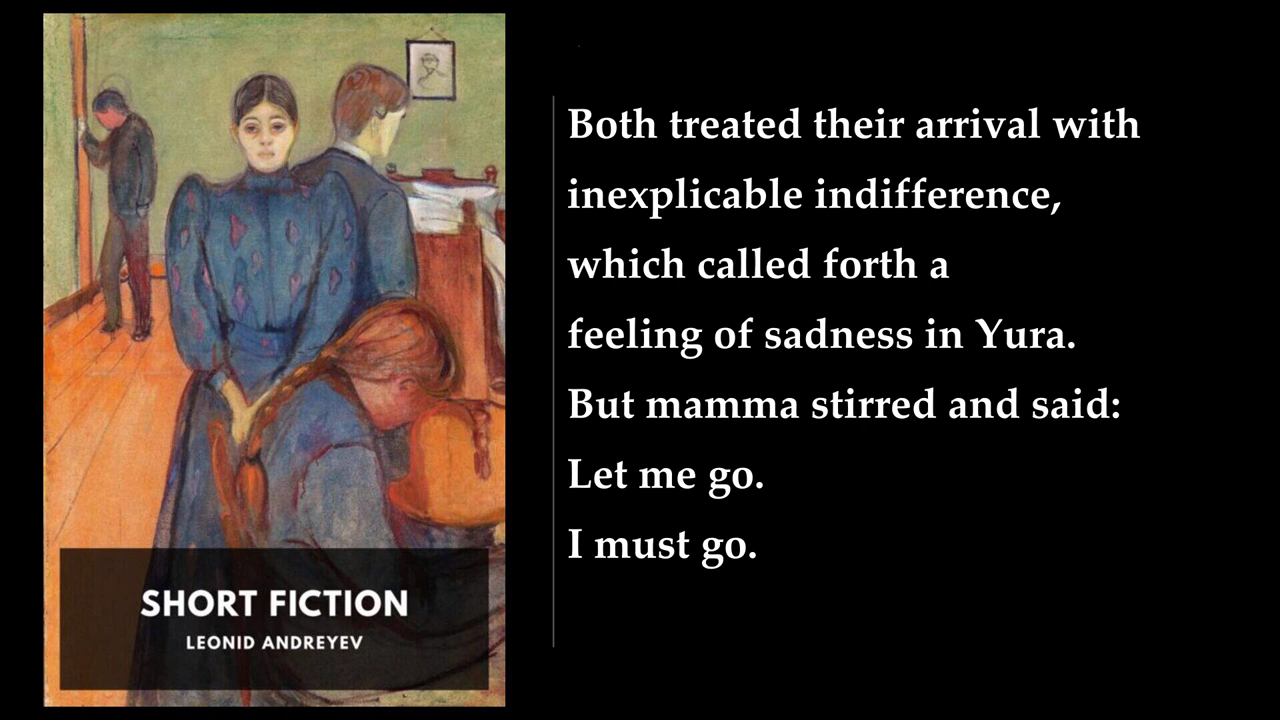 SHORT FICTION
LEONID ANDREYEV
Both treated their arrival with
inexplicable indifference,
which called forth a
feeling of sadness in Yura.
But mamma stirred and said:
Let me go.
I must go.